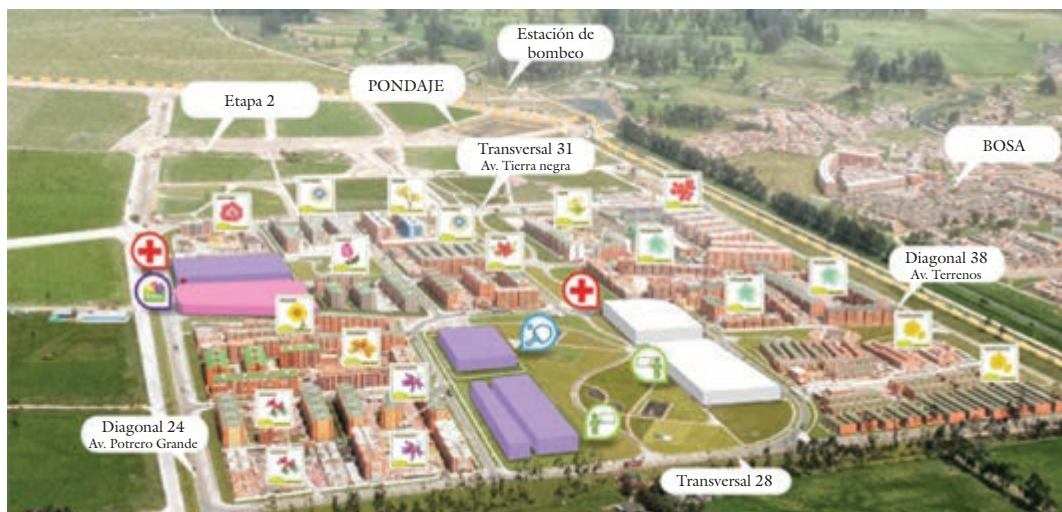 Estación de
bombeo
PONDAJE
Etapa 2
Transversal 31
Av. Tierra negra
BOSA
Diagonal 38
Av. Terrenos
Diagonal 24
Av. Potrero Grande
Transversal 28